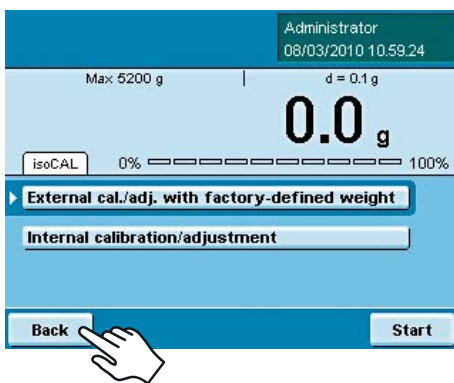 Administrator
08/03/2010 10.59.24
Max 5200 g d = 0.1 g
0.0 g
isoCAL 0% 100%
External cal./adj. with factory-defined weight
Internal calibration/adjustment
Back Start